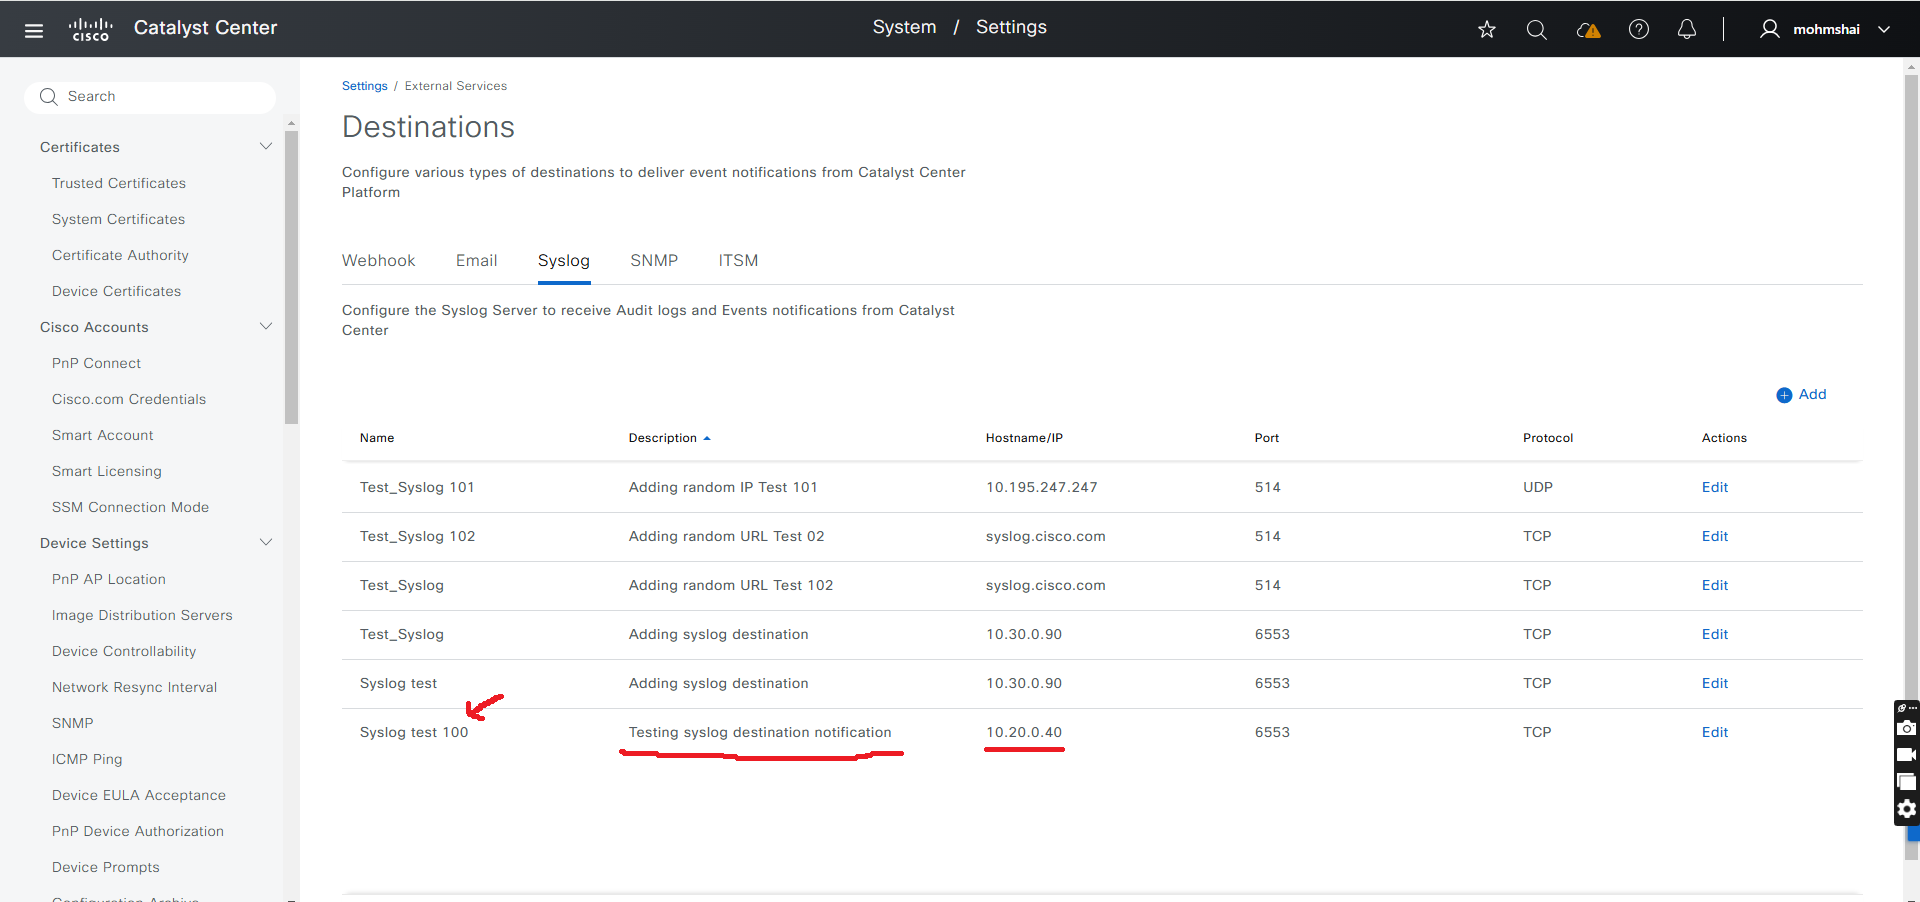 cisco
Catalyst Center
System / Settings
mohmshai
Search
Certificates
Trusted Certificates
System Certificates
Certificate Authority
Device Certificates
Cisco Accounts
PnP Connect
Cisco.com Credentials
Smart Account
Smart Licensing
SSM Connection Mode
Device Settings
PnP AP Location
Image Distribution Servers
Device Controllability
Network Resync Interval
SNMP
ICMP Ping
Device EULA Acceptance
PnP Device Authorization
Device Prompts
Configuration Archive
Settings / External Services
Destinations
Configure various types of destinations to deliver event notifications from Catalyst Center
Platform
Webhook Email Syslog SNMP ITSM
Configure the Syslog Server to receive Audit logs and Events notifications from Catalyst
Center
Add
Name Description Hostname/IP Port Protocol Actions
Test_Syslog 101 Adding random IP Test 101 10.195.247.247 514 UDP Edit
Test_Syslog 102 Adding random URL Test 02 syslog.cisco.com 514 TCP Edit
Test_Syslog Adding random URL Test 102 syslog.cisco.com 514 TCP Edit
Test_Syslog Adding syslog destination 10.30.0.90 6553 TCP Edit
Syslog test Adding syslog destination 10.30.0.90 6553 TCP Edit
Syslog test 100 Testing syslog destination notification 10.20.0.40 6553 TCP Edit